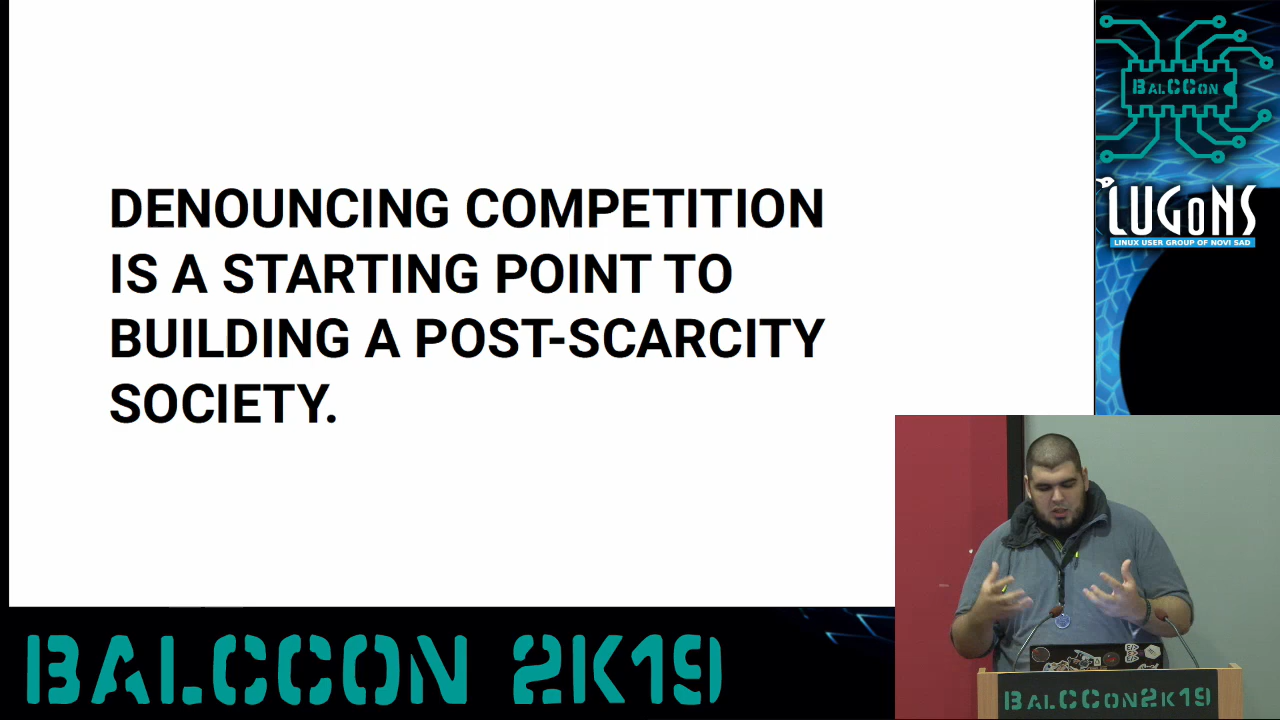 DENOUNCING COMPETITION
IS A STARTING POINT TO
BUILDING A POST-SCARCITY
SOCIETY.
BALCCON
LUGoNS
LINUX USER GROUP OF NOVI SAD
BALCCON 2K19
BALCCON2K19